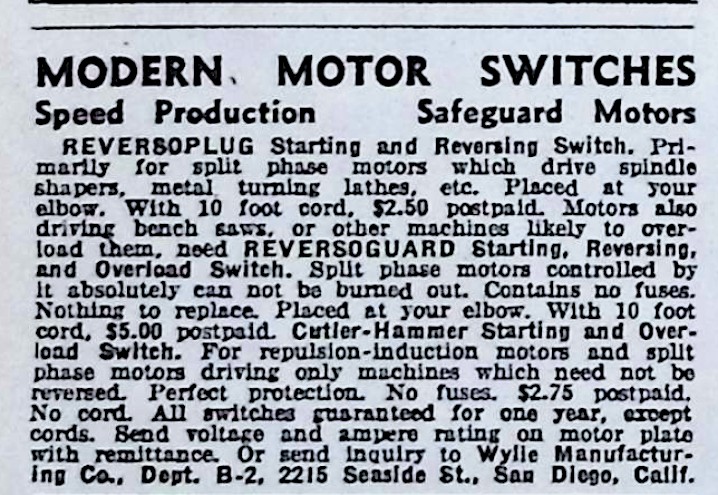 MODERN MOTOR SWITCHES
Speed Production Safeguard Motors
REVERSOPLUG Starting and Reversing Switch. Pri-
marily for split phase motors which drive spindle
shapers, metal turning lathes, etc. Placed at your
elbow. With 10 foot cord, $2.50 postpaid. Motors also
driving bench saws, or other machines likely to over-
load them, need REVERSOGUARD Starting, Reversing,
and Overload Switch. Split phase motors controlled by
it absolutely can not be burned out. Contains no fuses.
Nothing to replace. Placed at your elbow. With 10 foot
cord, $5.00 postpaid. Cutler-Hammer Starting and Over-
load Switch. For repulsion-induction motors and split
phase motors driving only machines which need not be
reversed. Perfect protection. No fuses. $2.75 postpaid.
No cord. All switches guaranteed for one year, except
cords. Send voltage and ampere rating on motor plate
with remittance. Or send inquiry to Wylie Manufactur-
ing Co., Dept. B-2, 2215 Seaside St., San Diego, Calif.